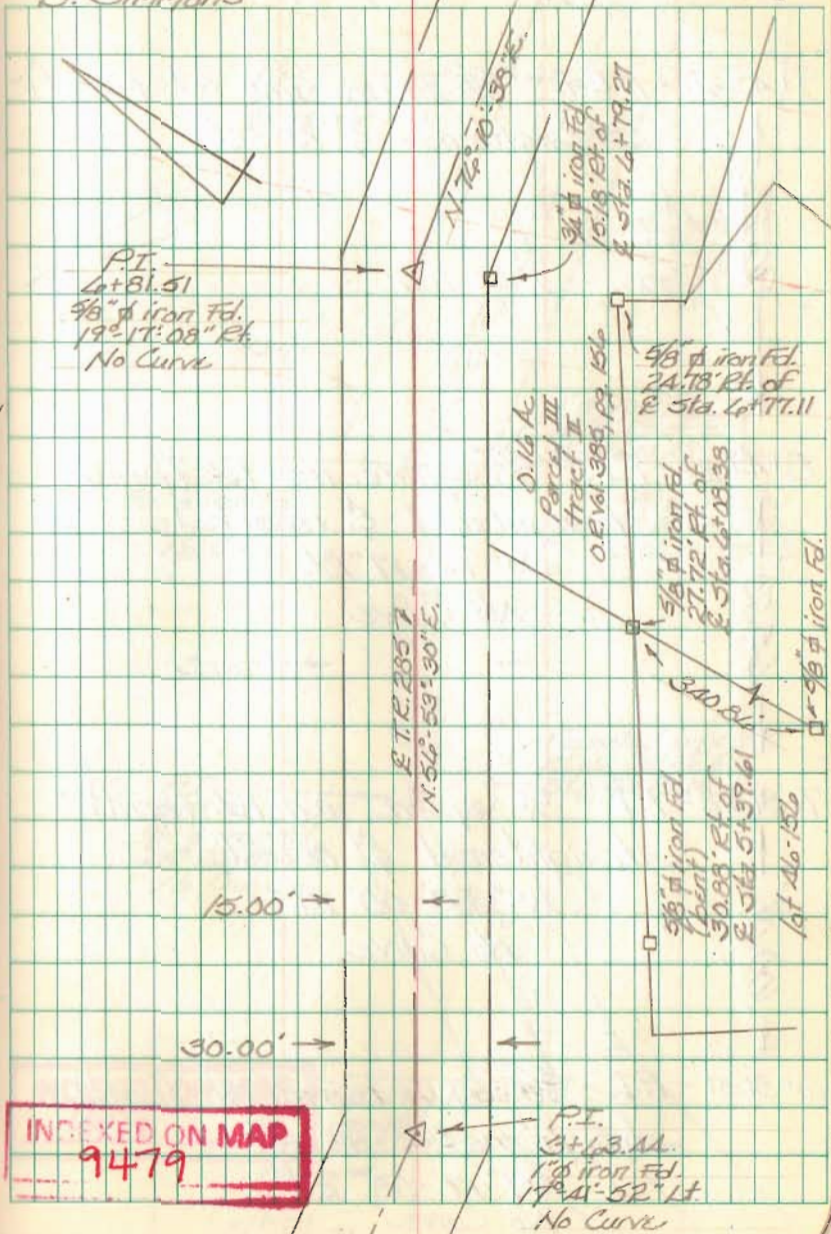 D. Simmons
N. 76°-10'-38" E.
3/4" ϕ iron Fd.
15.18' Rt. of
℄ Sta. 6+79.27
P.I.
6+81.51
5/8" ϕ iron Fd.
19°-17'-08" Rt.
No Curve
5/8" ϕ iron Fd.
24.78' Rt. of
℄ Sta. 6+77.11
0.16 Ac.
Parcel III
Tract II
O.R. Vol. 385, Pg. 156
5/8" ϕ iron Fd.
27.72' Rt. of
℄ Sta. 6+08.38
5/8" ϕ iron Fd.
340.86'
℄ T.R. 285
N. 56°-53'-30" E.
5/8" ϕ iron Fd.
(bent)
30.88' Rt. of
℄ Sta. 5+39.61
Lot 46-156
15.00'
30.00'
P.I.
3+63.44
1" ϕ iron Fd.
17°-41'-52" Lt.
No Curve
INDEXED ON MAP
9479